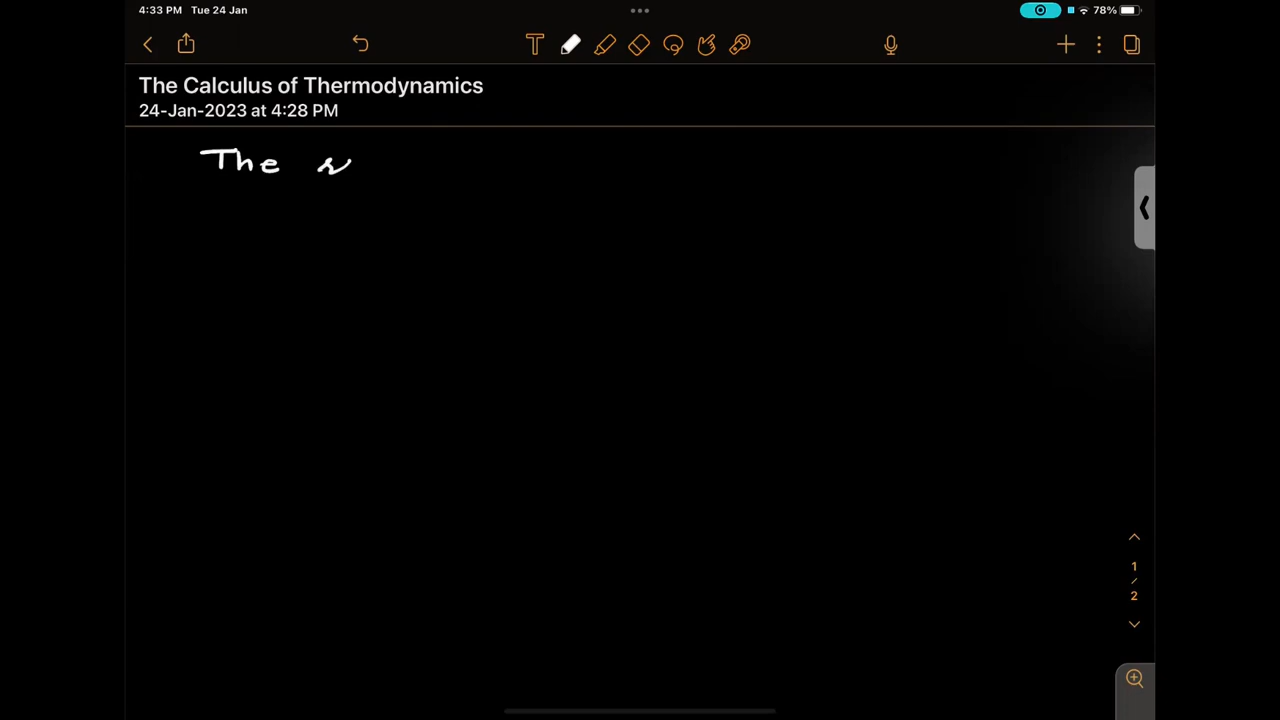 4:33 PM Tue 24 Jan
78%
The Calculus of Thermodynamics
24-Jan-2023 at 4:28 PM
The
1
2